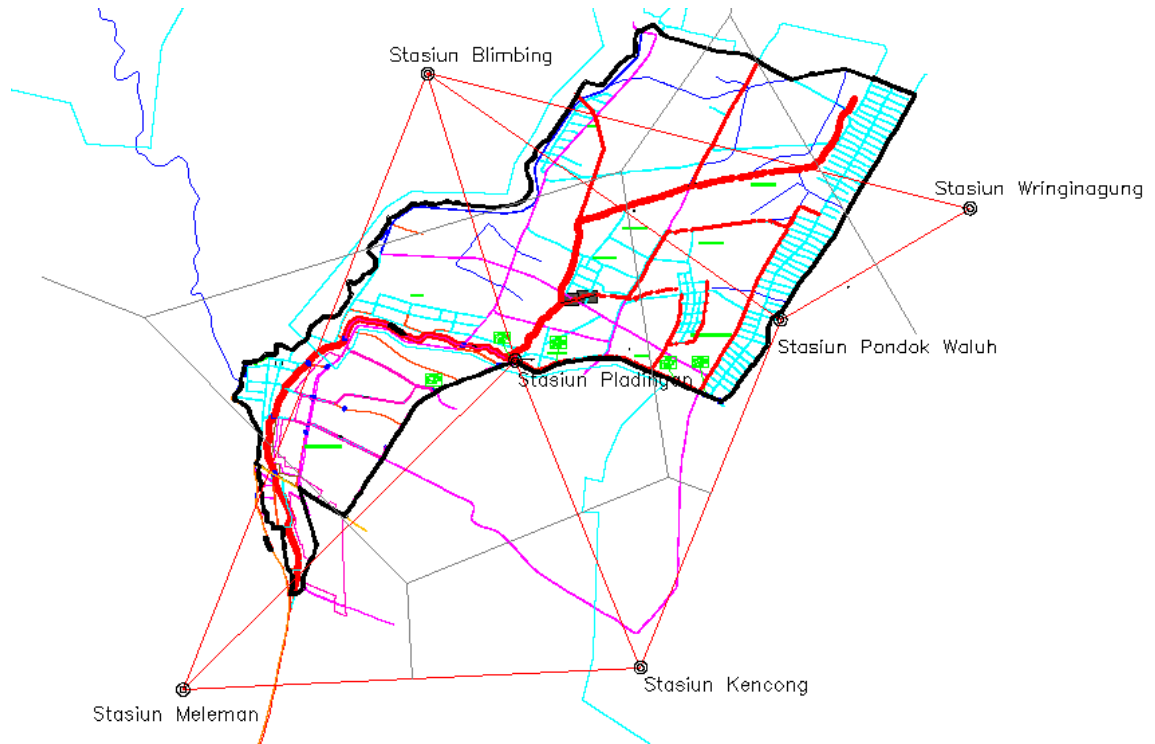 Stasiun Blimbing
Stasiun Wringinagung
Stasiun Pondok Waluh
Stasiun Pladingan
Stasiun Kencong
Stasiun Meleman